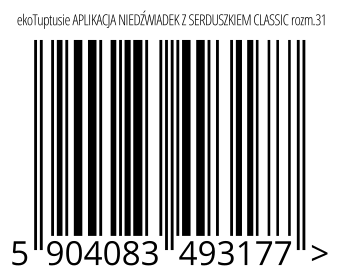 ekoTuptusie APLIKACJA NIEDŹWIADEK Z SERDUSZKIEM CLASSIC rozm.31
5 904083 493177 >